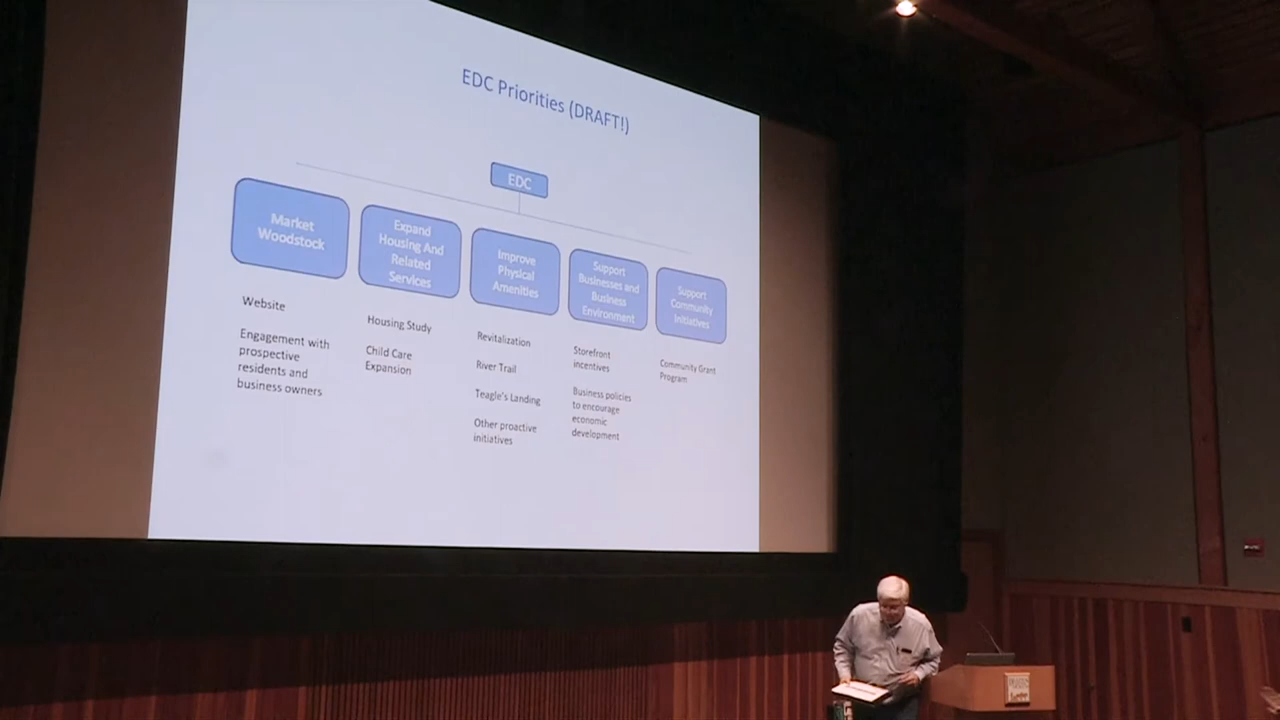 EDC Priorities (DRAFT!)
EDC
Market
Woodstock
Expand
Housing And
Related
Services
Improve
Physical
Amenities
Support
Businesses and
Business
Environment
Support
Community
Initiatives
Website
Engagement with
prospective
residents and
business owners
Housing Study
Child Care
Expansion
Revitalization
River Trail
Teagle's Landing
Other proactive
initiatives
Storefront
incentives
Business policies
to encourage
economic
development
Community Grant
Program